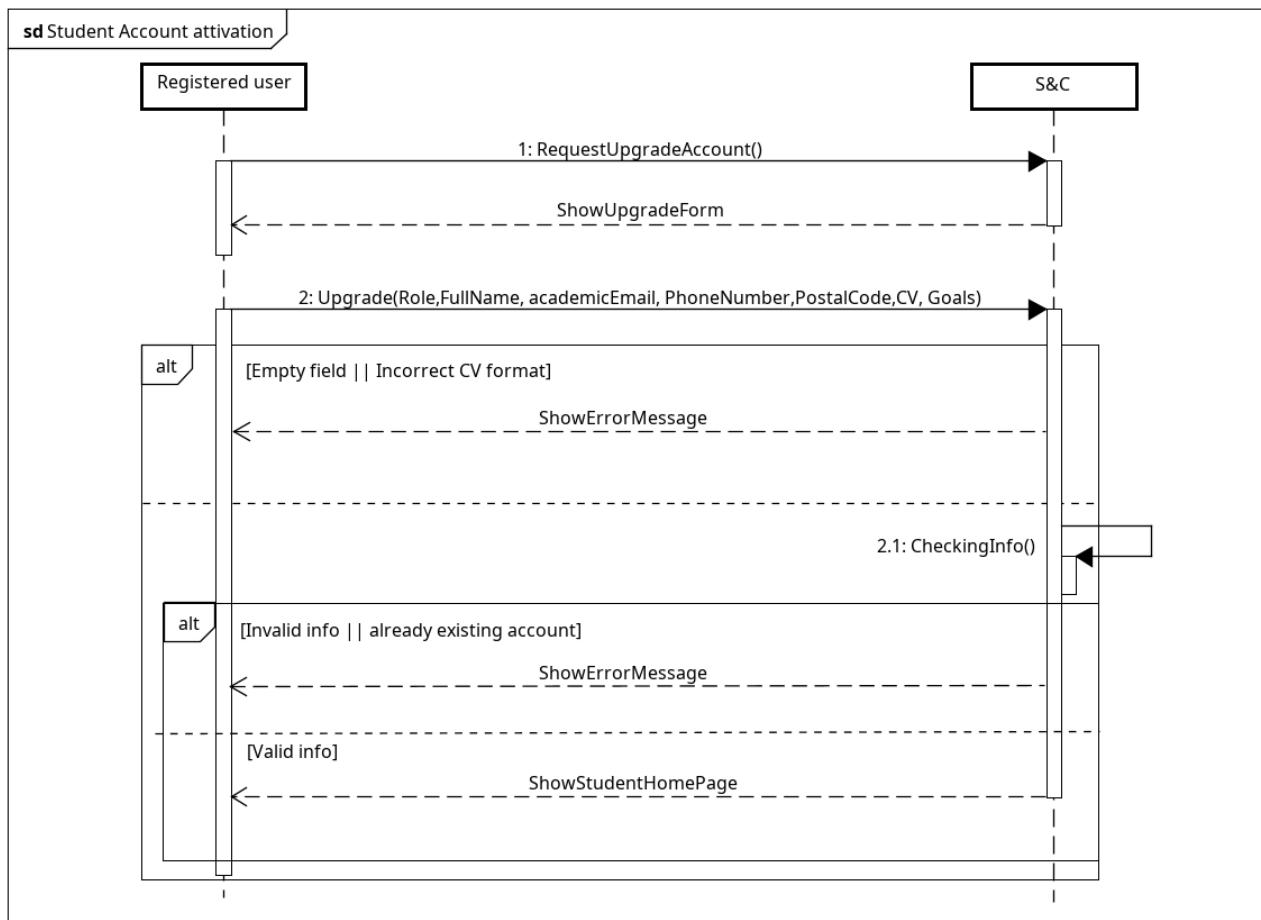 sd Student Account attivation
Registered user
S&C
1: RequestUpgradeAccount()
ShowUpgradeForm
2: Upgrade(Role,FullName, academicEmail, PhoneNumber,PostalCode,CV, Goals)
alt
[Empty field || Incorrect CV format]
ShowErrorMessage
2.1: CheckingInfo()
alt
[Invalid info || already existing account]
ShowErrorMessage
[Valid info]
ShowStudentHomePage